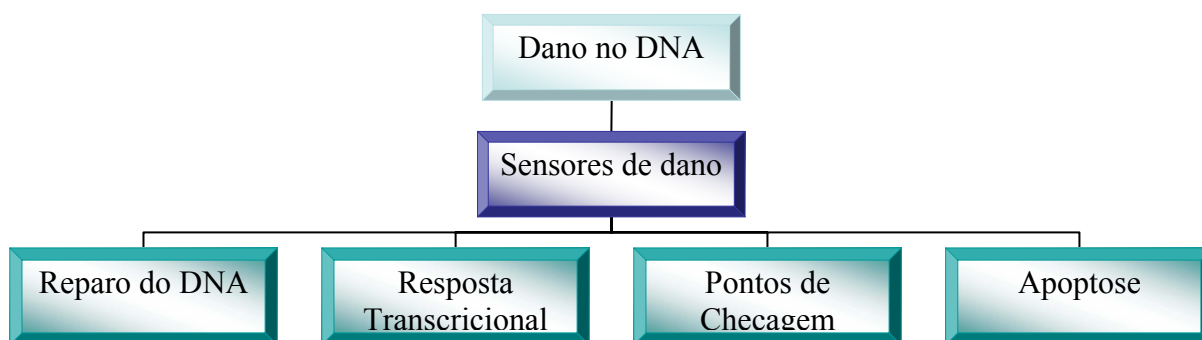 Dano no DNA
Sensores de dano
Reparo do DNA
Resposta
Transcricional
Pontos de
Checagem
Apoptose